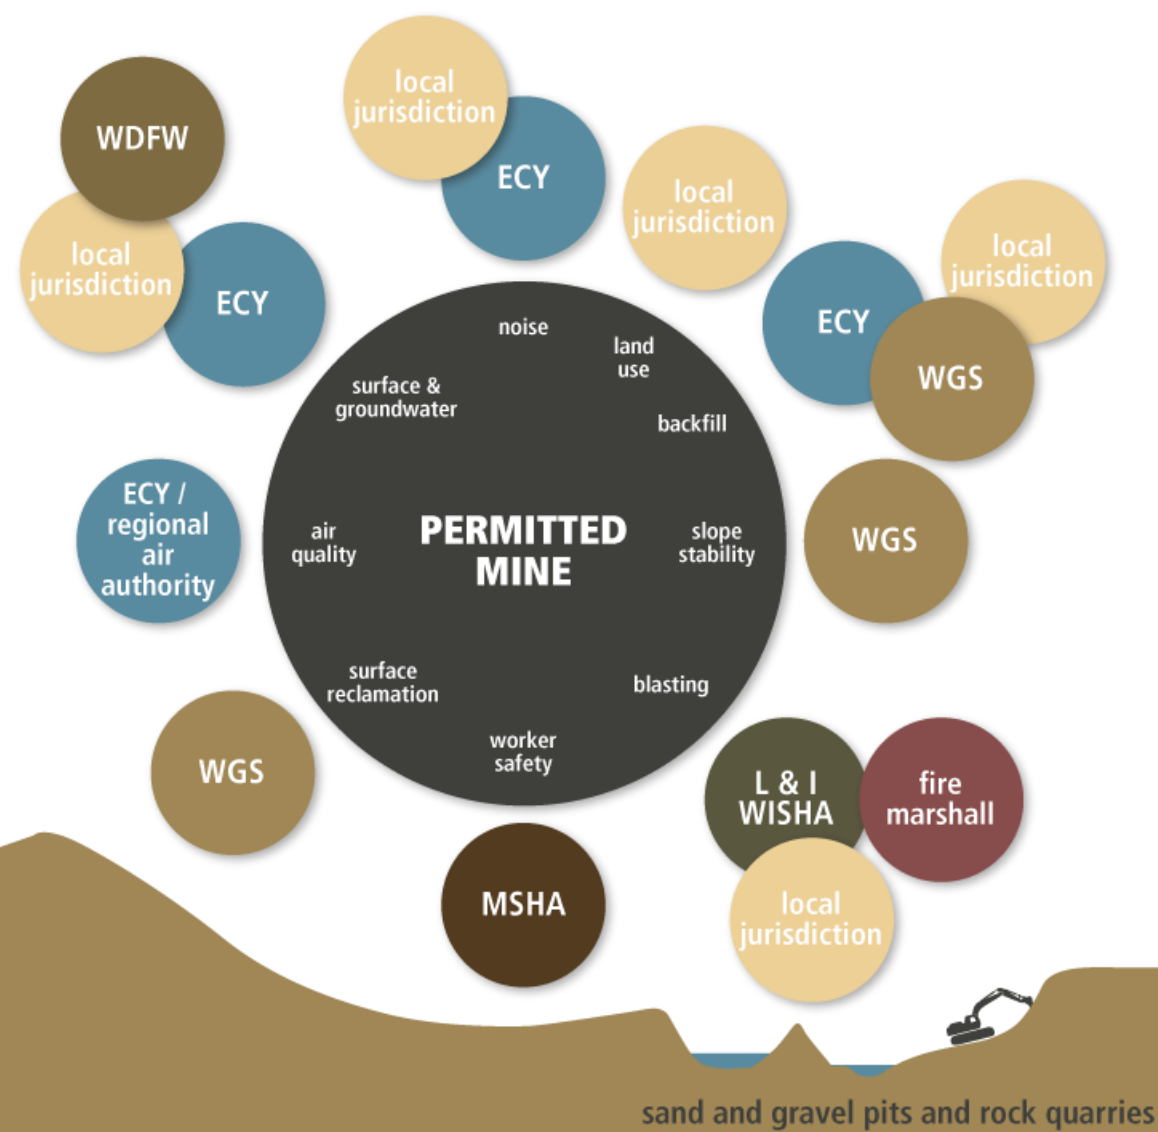 local
jurisdiction
WDFW
ECY
local
jurisdiction
local
jurisdiction
local
jurisdiction
ECY
ECY
WGS
noise
land
use
surface &
groundwater
backfill
ECY /
regional
air
authority
air
quality
PERMITTED
MINE
slope
stability
WGS
surface
reclamation
blasting
worker
safety
WGS
L & I
WISHA
fire
marshall
MSHA
local
jurisdiction
sand and gravel pits and rock quarries